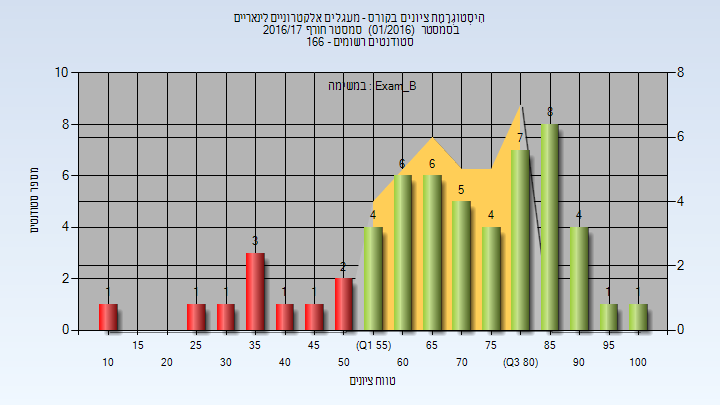 היסטוגרמת ציונים בקורס - מעגלים אלקטרוניים לינאריים
בסמסטר (01/2016) סמסטר חורף 2016/17
סטודנטים רשומים - 166
במשימה : Exam_B
10 8
8 6 4 2 0
6 4 2 0
מספר סטודנטים
1 1 1 3 1 1 2 4 6 6 5 4 7 8 4 1 1
15 25 35 45 (Q1 55) 65 75 85 95
10 20 30 40 50 60 70 (Q3 80) 90 100
טווח ציונים